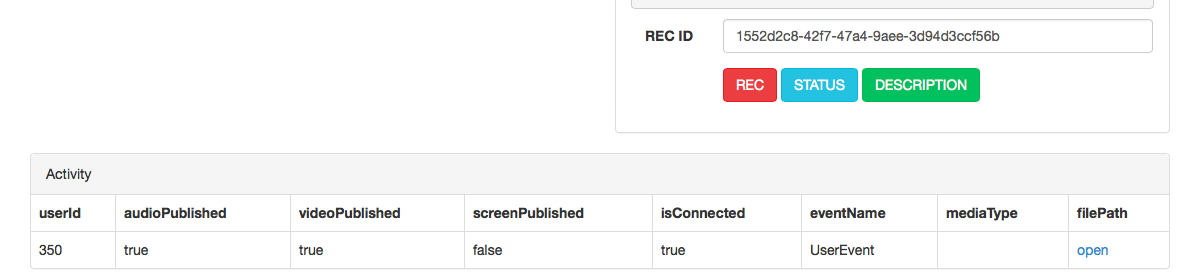 REC ID 1552d2c8-42f7-47a4-9aee-3d94d3ccf56b
REC STATUS DESCRIPTION
Activity
userId audioPublished videoPublished screenPublished isConnected eventName mediaType filePath
350 true true false true UserEvent open